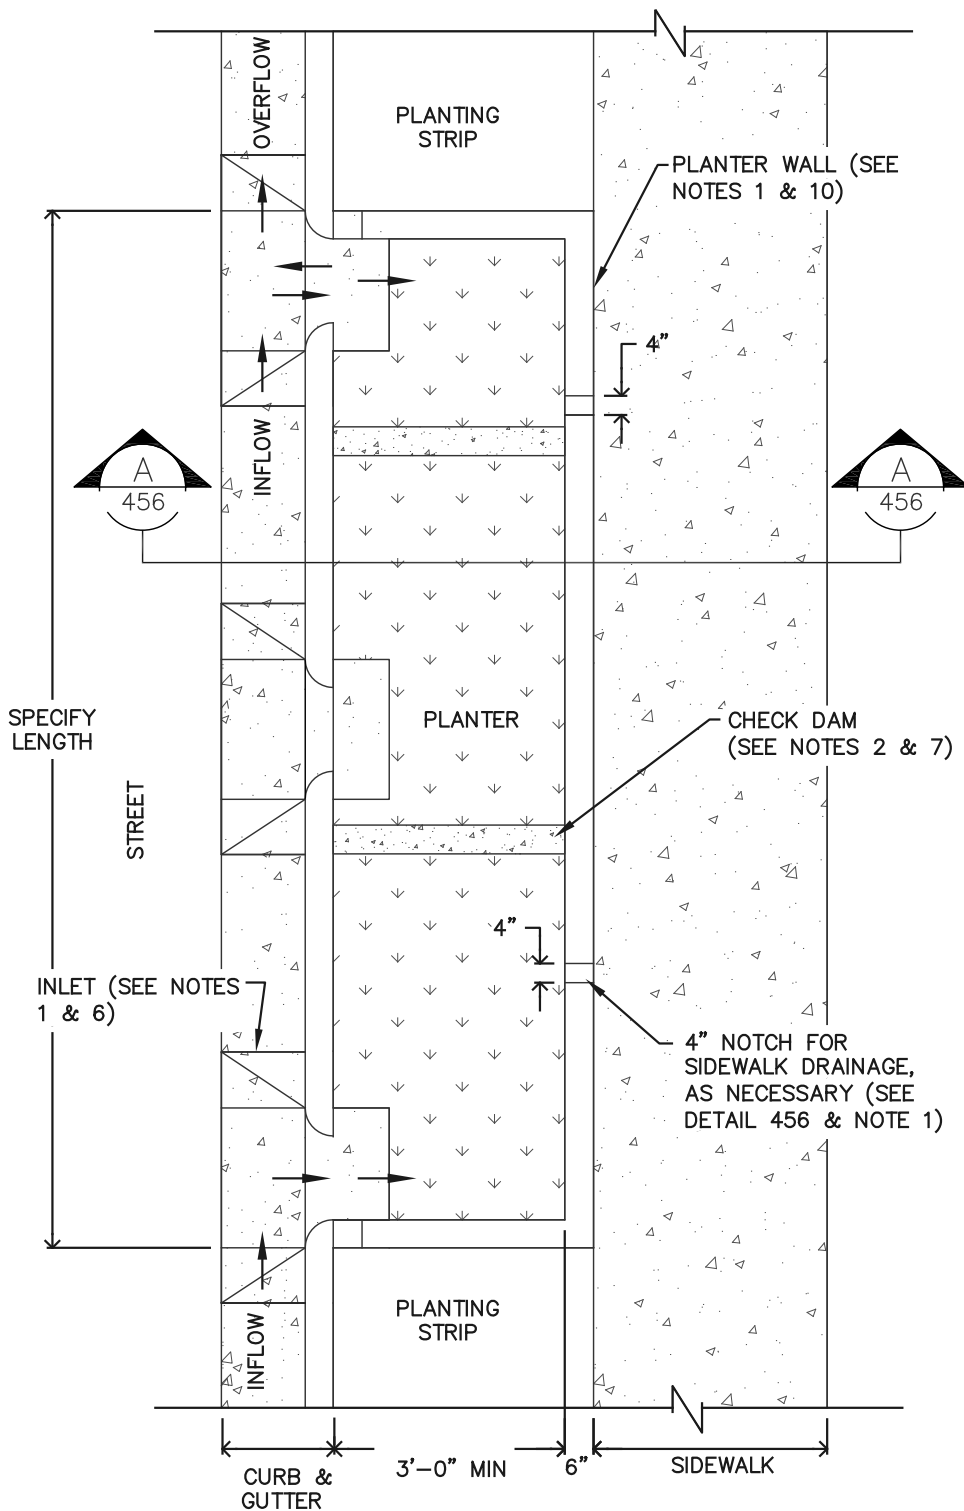 OVERFLOW
PLANTING
STRIP
PLANTER WALL (SEE
NOTES 1 & 10)
4"
INFLOW
A
456
A
456
SPECIFY
LENGTH
PLANTER
CHECK DAM
(SEE NOTES 2 & 7)
STREET
4"
INLET (SEE NOTES
1 & 6)
4" NOTCH FOR
SIDEWALK DRAINAGE,
AS NECESSARY (SEE
DETAIL 456 & NOTE 1)
INFLOW
PLANTING
STRIP
CURB &
GUTTER
3'-0" MIN
6"
SIDEWALK